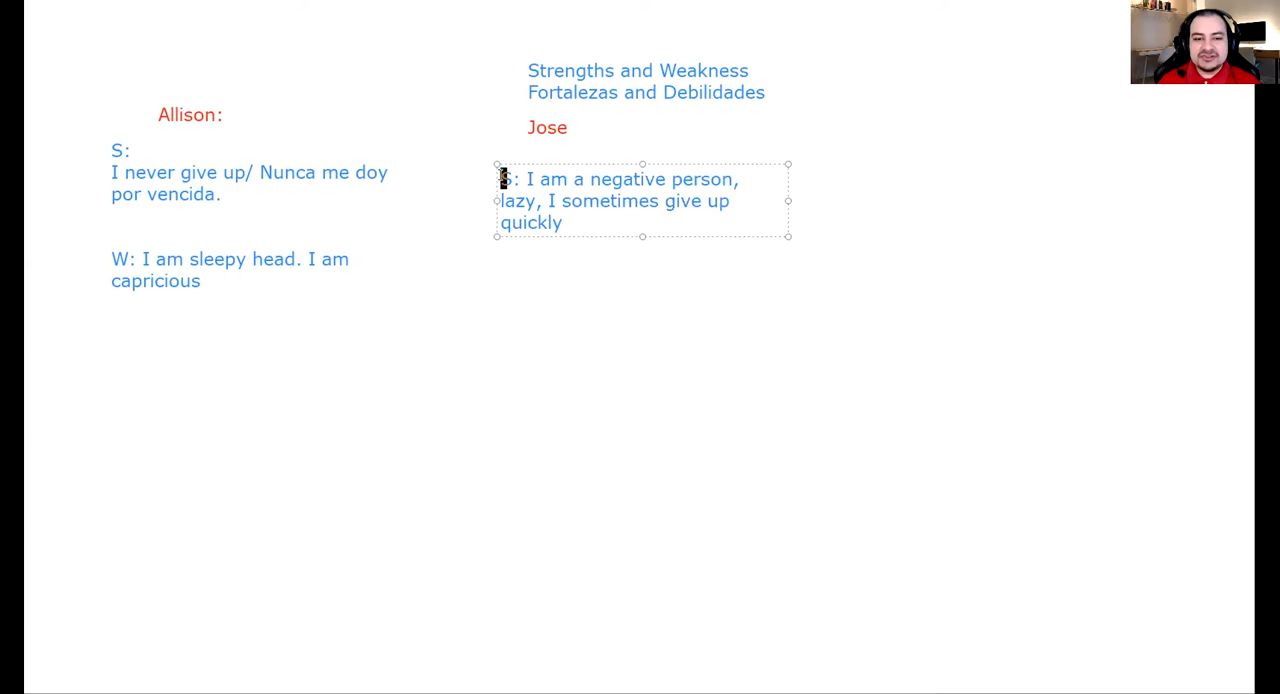 Strengths and Weakness
Fortalezas and Debilidades
Allison:
S:
I never give up/ Nunca me doy
por vencida.
W: I am sleepy head. I am
capricious
Jose
S: I am a negative person,
lazy, I sometimes give up
quickly